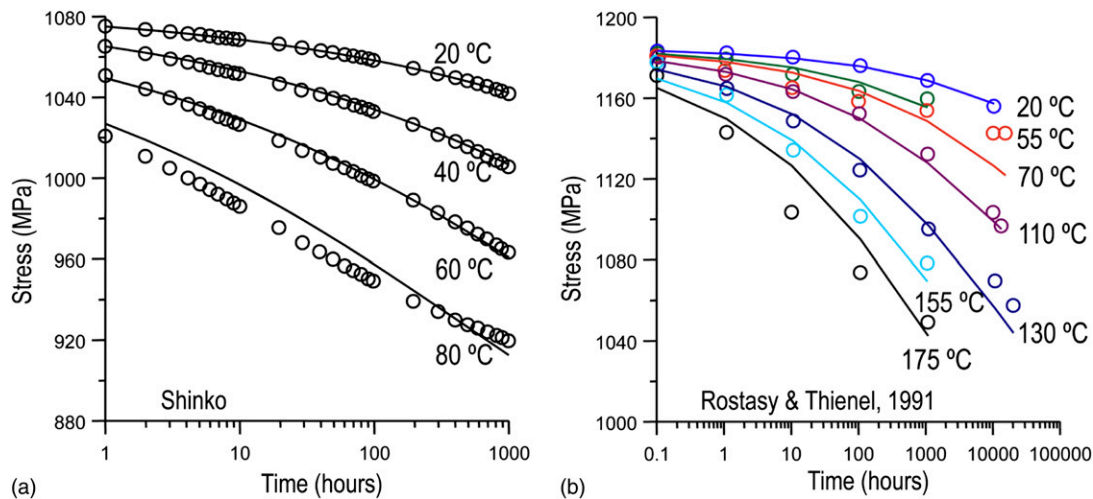 1080
1040
1000
960
920
880
Stress (MPa)
20 ºC
40 ºC
60 ºC
80 ºC
Shinko
1
10
100
1000
Time (hours)
(a)
1200
1160
1120
1080
1040
1000
Stress (MPa)
20 ºC
55 ºC
70 ºC
110 ºC
155 ºC
130 ºC
175 ºC
Rostasy & Thienel, 1991
0.1
1
10
100
1000
10000
100000
Time (hours)
(b)